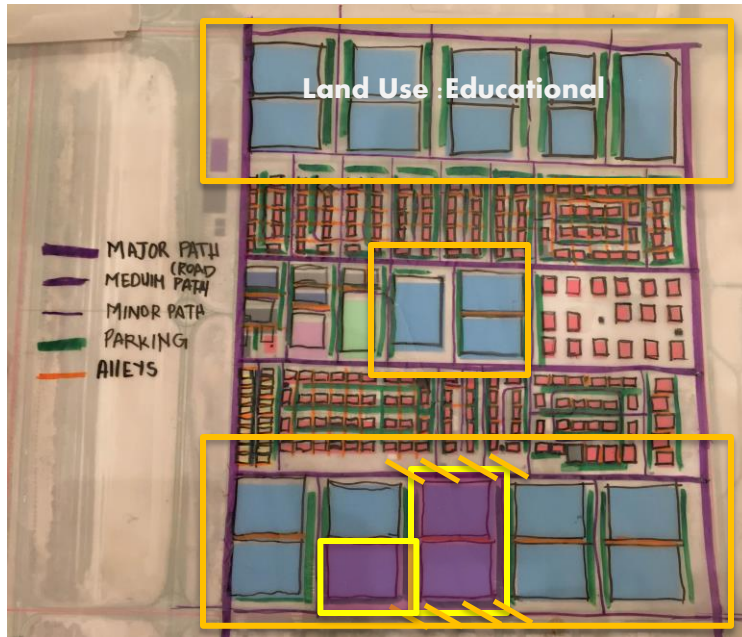 Land Use :Educational
MAJOR PATH
(ROAD
MEDUIM PATH
MINOR PATH
PARKING
AllEYS